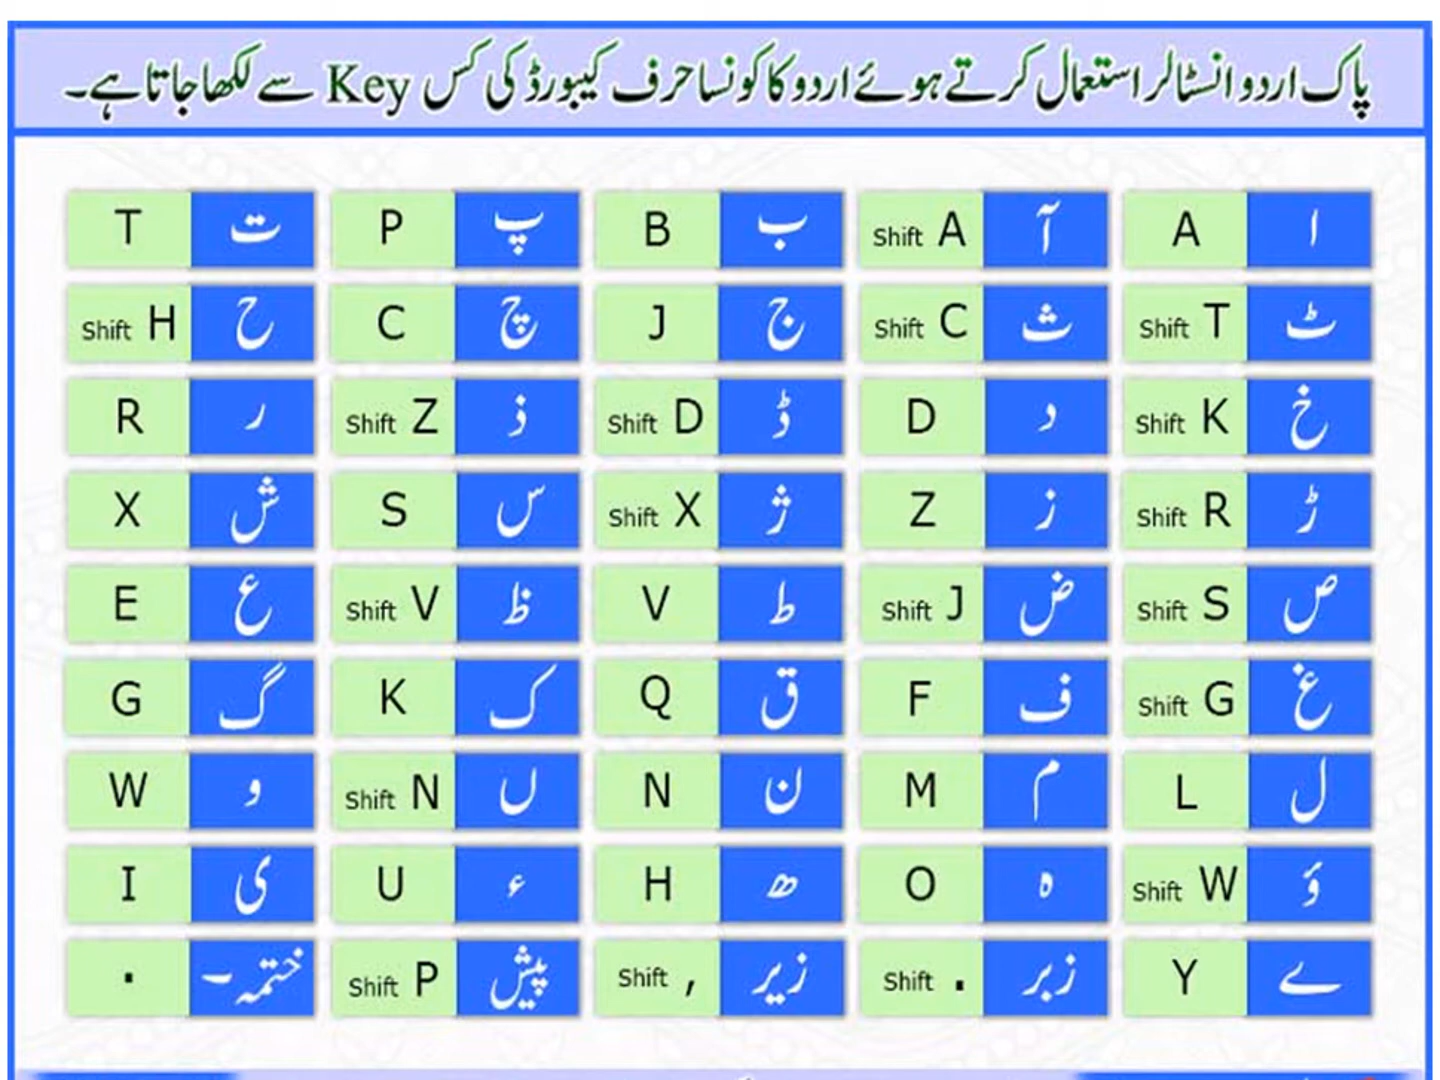 پاک اردو انسٹالر استعمال کرتے ہوئے اردو کا کونسا حرف کیبورڈ کی کس Key سے لکھا جاتا ہے۔
ا A آ Shift A ب B پ P ت T
ٹ Shift T ث Shift C ج J چ C ح Shift H
خ Shift K د D ڈ Shift D ذ Shift Z ر R
ڑ Shift R ز Z ژ Shift X س S ش X
ص Shift S ض Shift J ط V ظ Shift V ع E
غ Shift G ف F ق Q ک K گ G
ل L م M ن N ں Shift N و W
ؤ Shift W ہ O ھ H ء U ی I
ے Y زبر Shift . زیر Shift , پیش Shift P ختمہ ۔ .